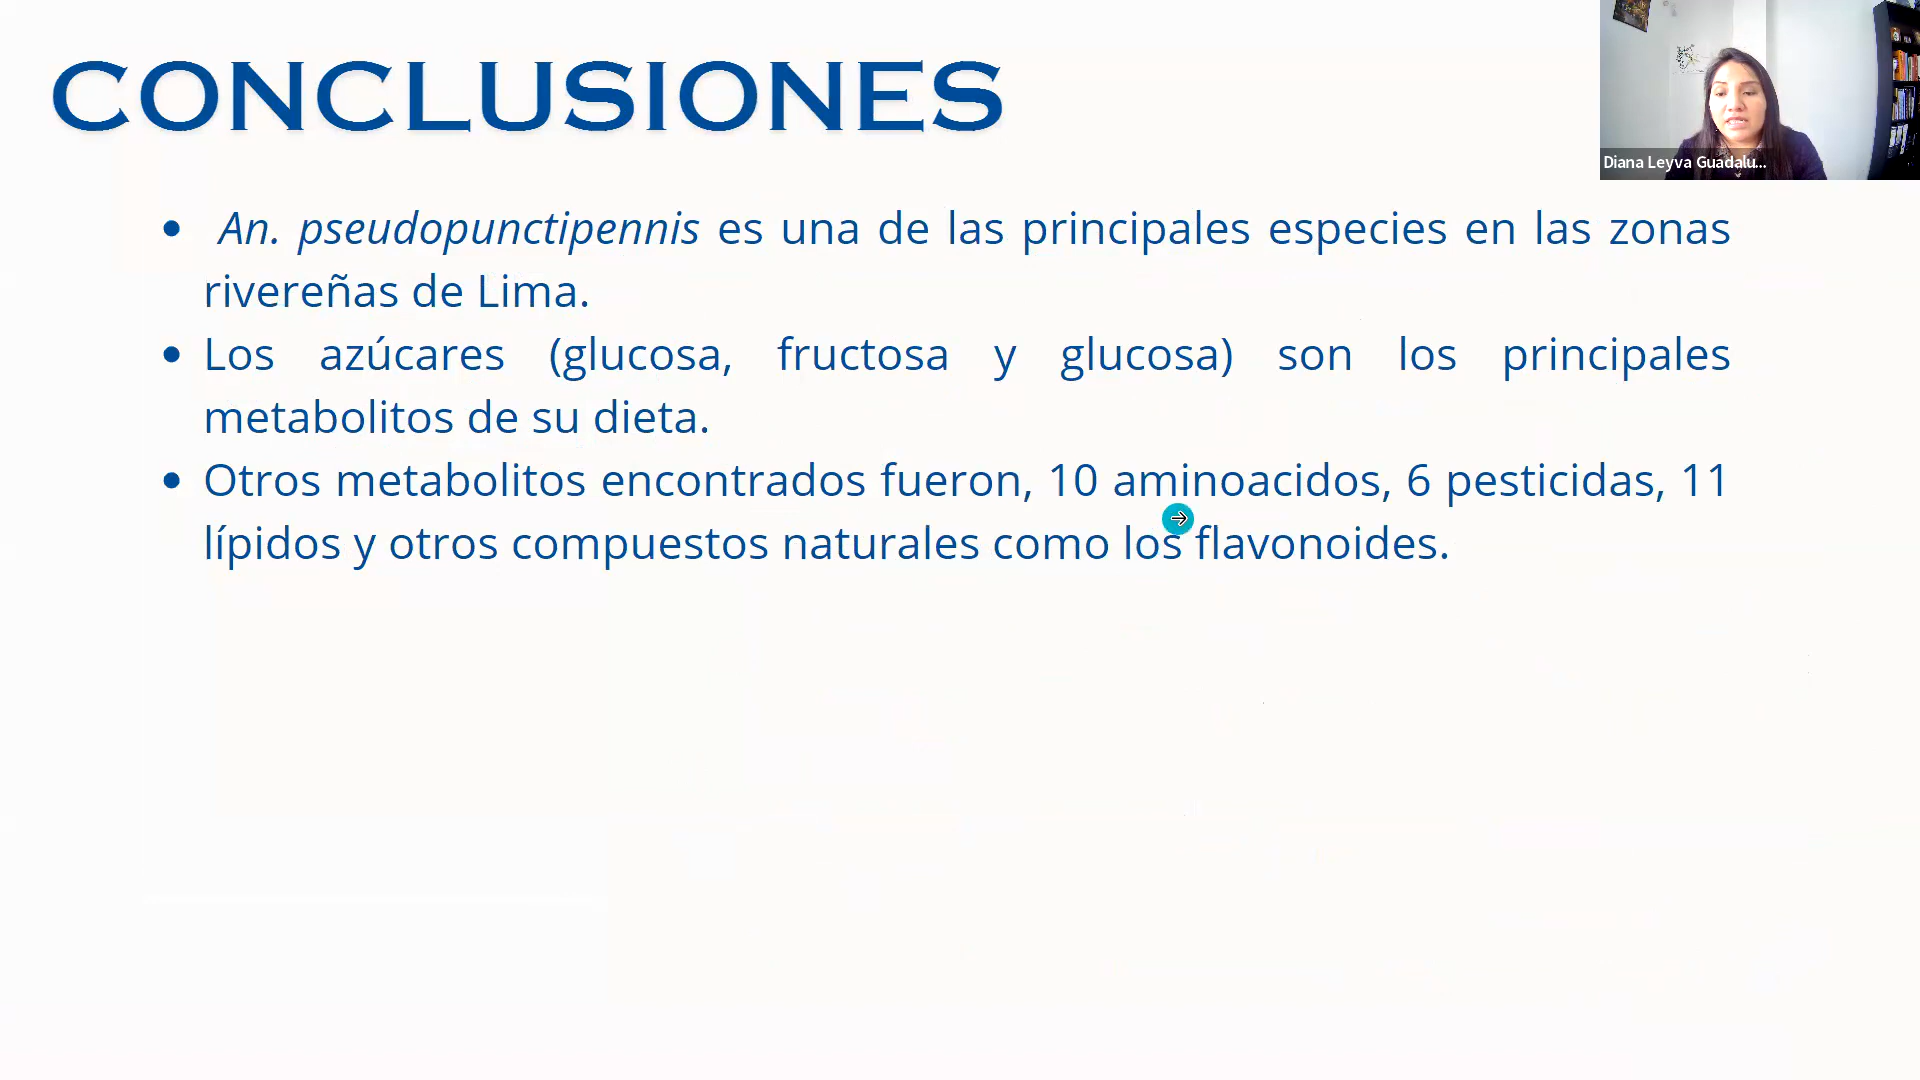 CONCLUSIONES
Diana Leyva Guadalu...
• An. pseudopunctipennis es una de las principales especies en las zonas
rivereñas de Lima.
• Los azúcares (glucosa, fructosa y glucosa) son los principales
metabolitos de su dieta.
• Otros metabolitos encontrados fueron, 10 aminoacidos, 6 pesticidas, 11
lípidos y otros compuestos naturales como los flavonoides.